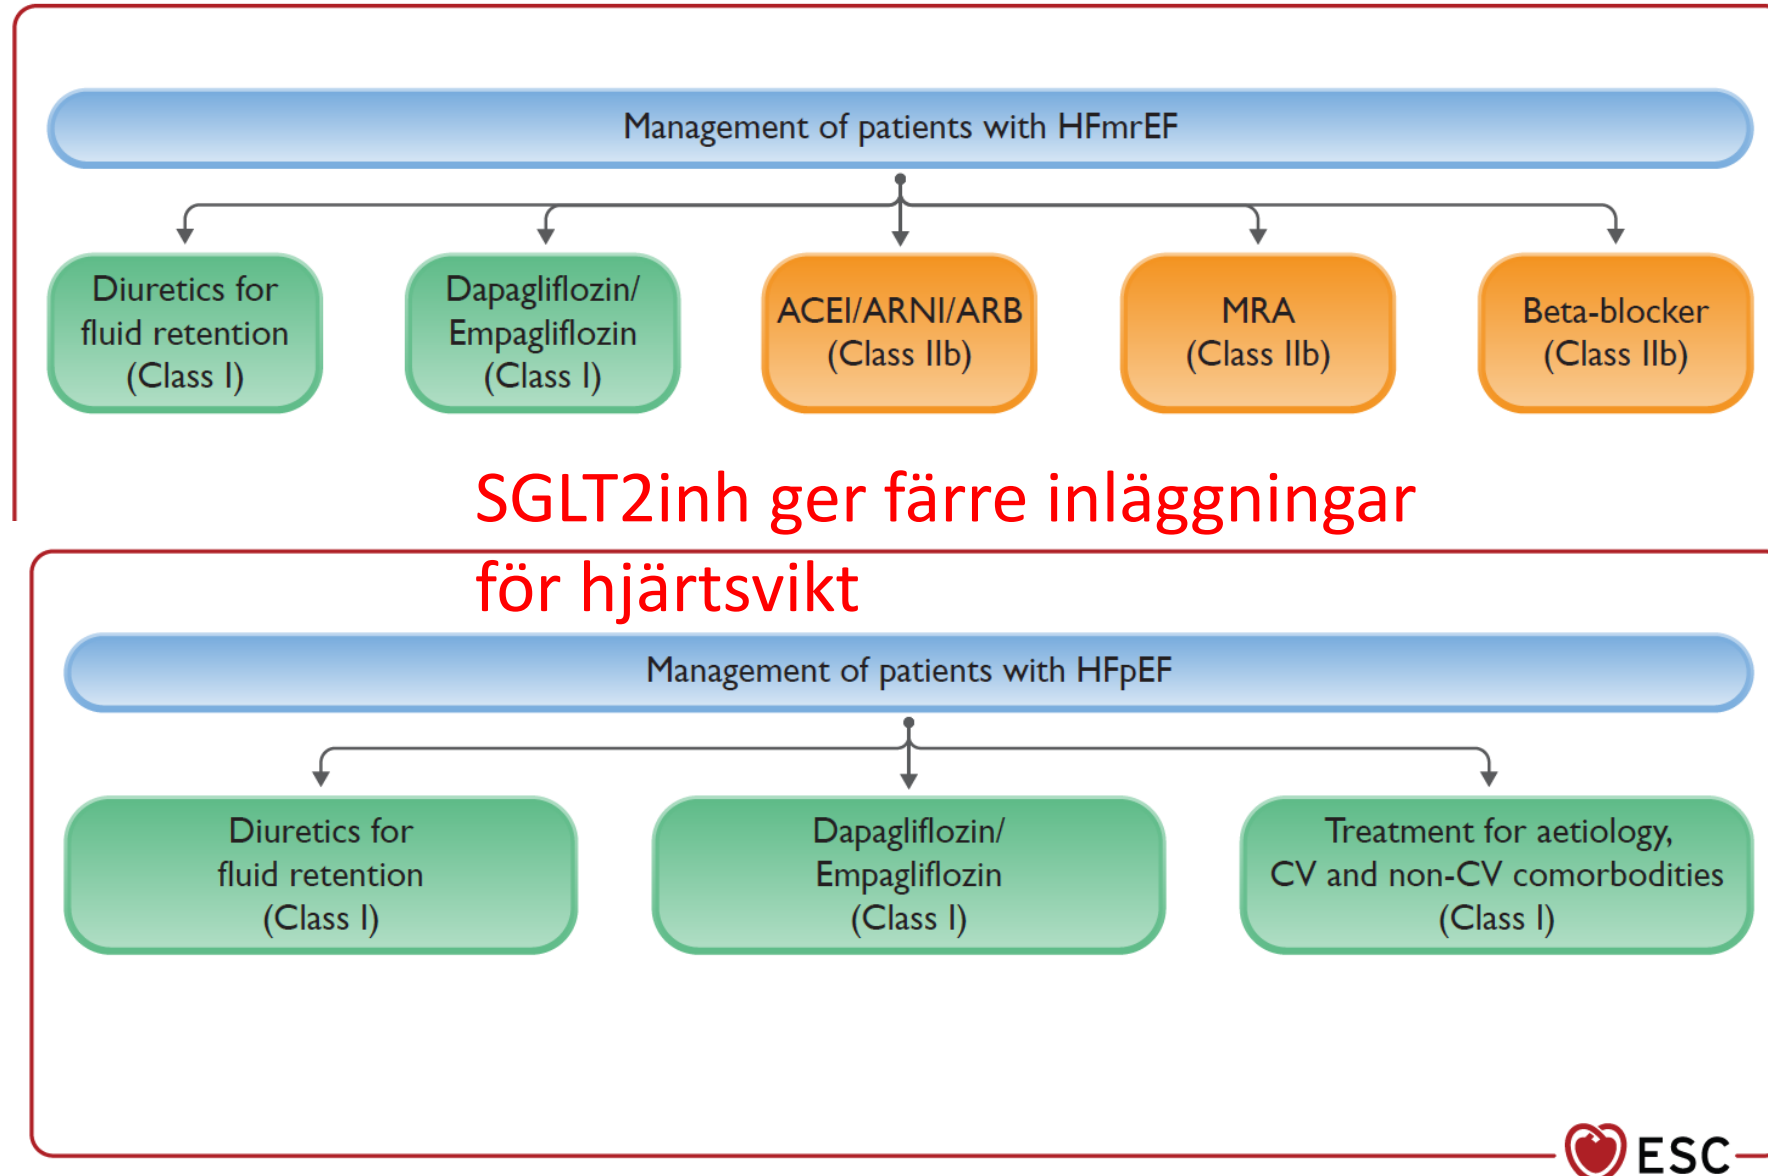 Management of patients with HFmrEF
Diuretics for
fluid retention
(Class I)
Dapagliflozin/
Empagliflozin
(Class I)
ACEI/ARNI/ARB
(Class IIb)
MRA
(Class IIb)
Beta-blocker
(Class IIb)
SGLT2inh ger färre inläggningar
för hjärtsvikt
Management of patients with HFpEF
Diuretics for
fluid retention
(Class I)
Dapagliflozin/
Empagliflozin
(Class I)
Treatment for aetiology,
CV and non-CV comorbodities
(Class I)
ESC